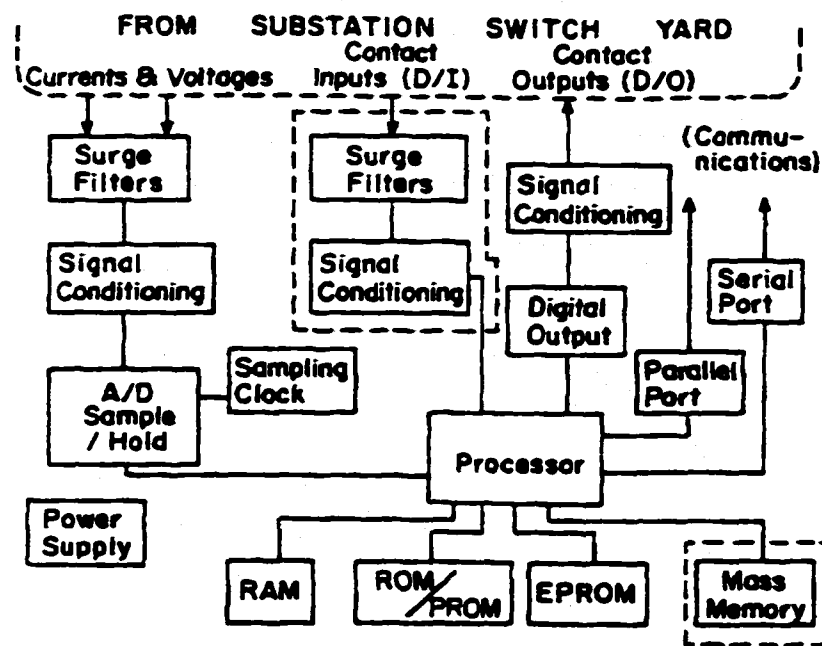 FROM SUBSTATION SWITCH YARD
Currents & Voltages
Contact
Inputs (D/I)
Contact
Outputs (D/O)
(Commu-
nications)
Surge
Filters
Surge
Filters
Signal
Conditioning
Signal
Conditioning
Signal
Conditioning
Serial
Port
Digital
Output
Sampling
Clock
Parallel
Port
A/D
Sample
/ Hold
Processor
Power
Supply
RAM
ROM/
PROM
EPROM
Mass
Memory